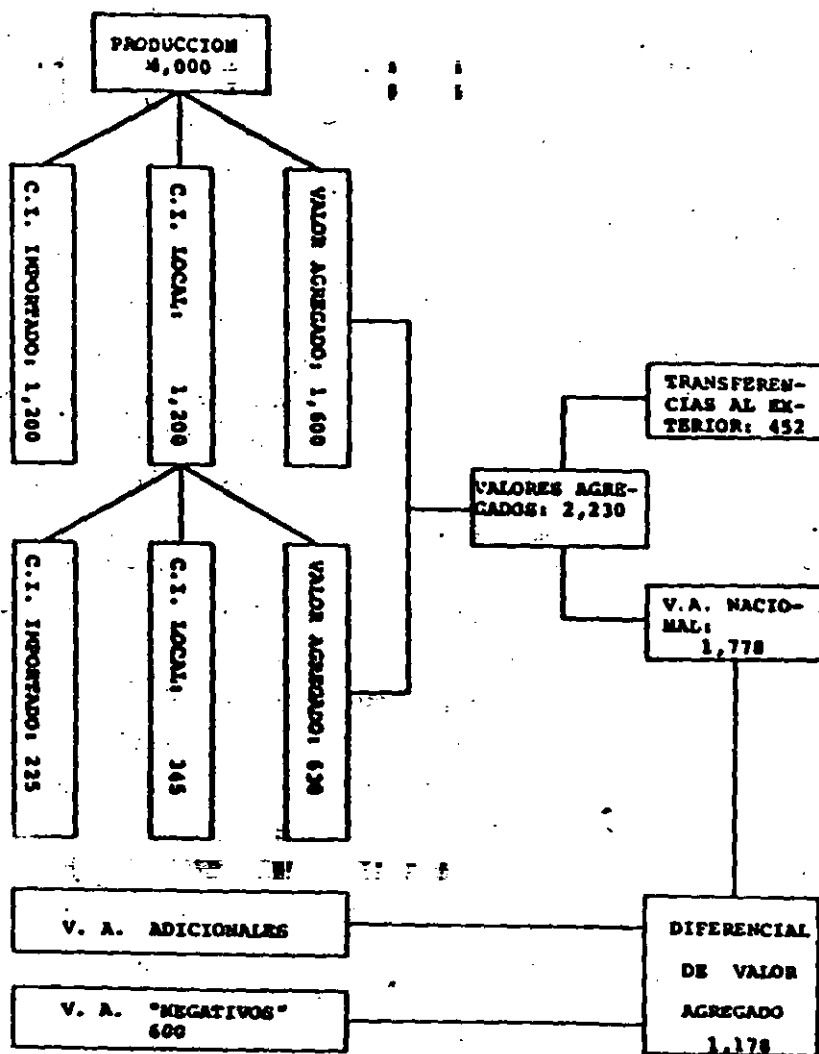 PRODUCCION
4,000
C.I. IMPORTADO: 1,200
C.I. LOCAL: 1,200
VALOR AGREGADO: 1,600
TRANSFEREN-
CIAS AL EX-
TERIOR: 452
VALORES AGRE-
GADOS: 2,230
V.A. NACIO-
NAL:
1,778
C.I. IMPORTADO: 225
C.I. LOCAL: 345
VALOR AGREGADO: 630
V. A. ADICIONALES
V. A. "NEGATIVOS"
600
DIFERENCIAL
DE VALOR
AGREGADO
1,178